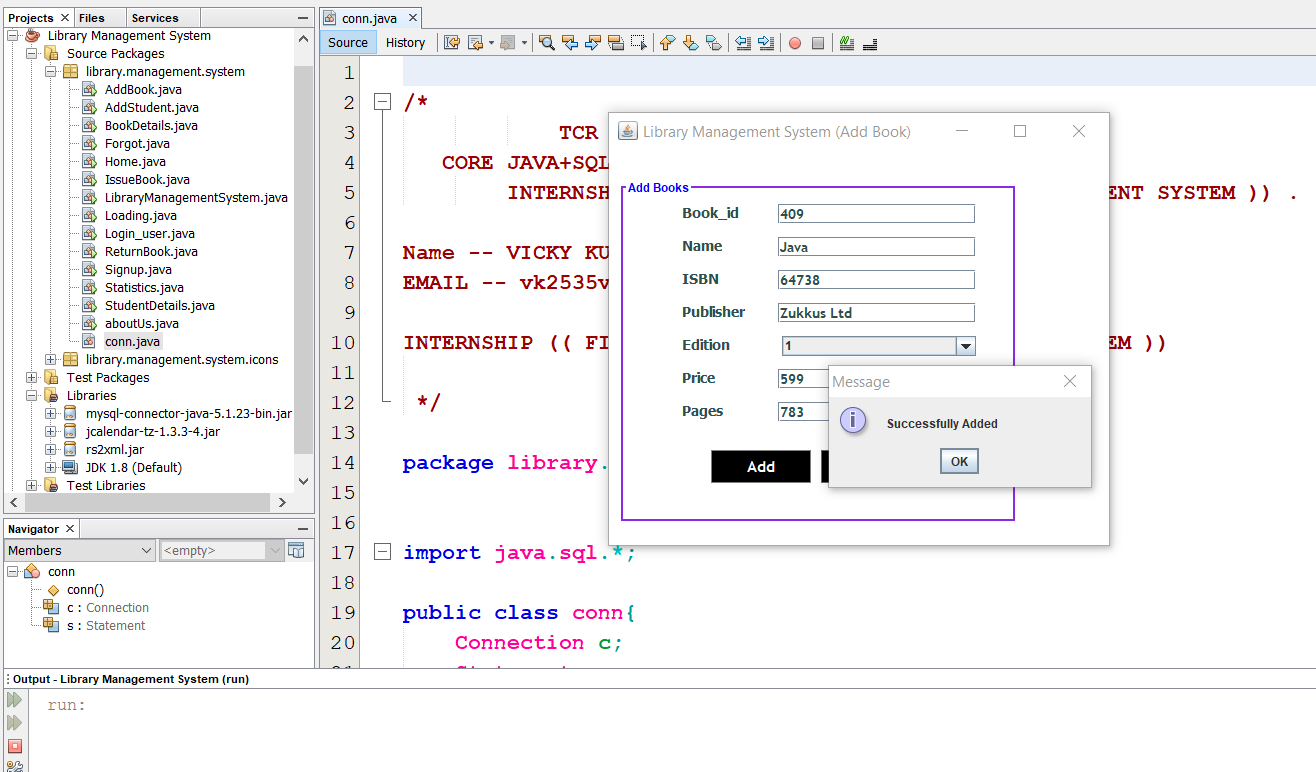 Projects
Files
Services
Library Management System
Source Packages
library.management.system
AddBook.java
AddStudent.java
BookDetails.java
Forgot.java
Home.java
IssueBook.java
LibraryManagementSystem.java
Loading.java
Login_user.java
ReturnBook.java
Signup.java
Statistics.java
StudentDetails.java
aboutUs.java
conn.java
library.management.system.icons
Test Packages
Libraries
mysql-connector-java-5.1.23-bin.jar
jcalendar-tz-1.3.3-4.jar
rs2xml.jar
JDK 1.8 (Default)
Test Libraries
Navigator
Members
<empty>
conn
conn()
c : Connection
s : Statement
conn.java
Source History
1
2 /*
3 TCR
4 CORE JAVA+SQL
5 INTERNSH ENT SYSTEM )) .
6
7 Name -- VICKY KU
8 EMAIL -- vk2535v
9
10 INTERNSHIP (( FI EM ))
11
12 */
13
14 package library.
15
16
17 import java.sql.*;
18
19 public class conn{
20 Connection c;
Library Management System (Add Book)
Add Books
Book_id 409
Name Java
ISBN 64738
Publisher Zukkus Ltd
Edition 1
Price 599
Pages 783
Add
Message
Successfully Added
OK
Output - Library Management System (run)
run: